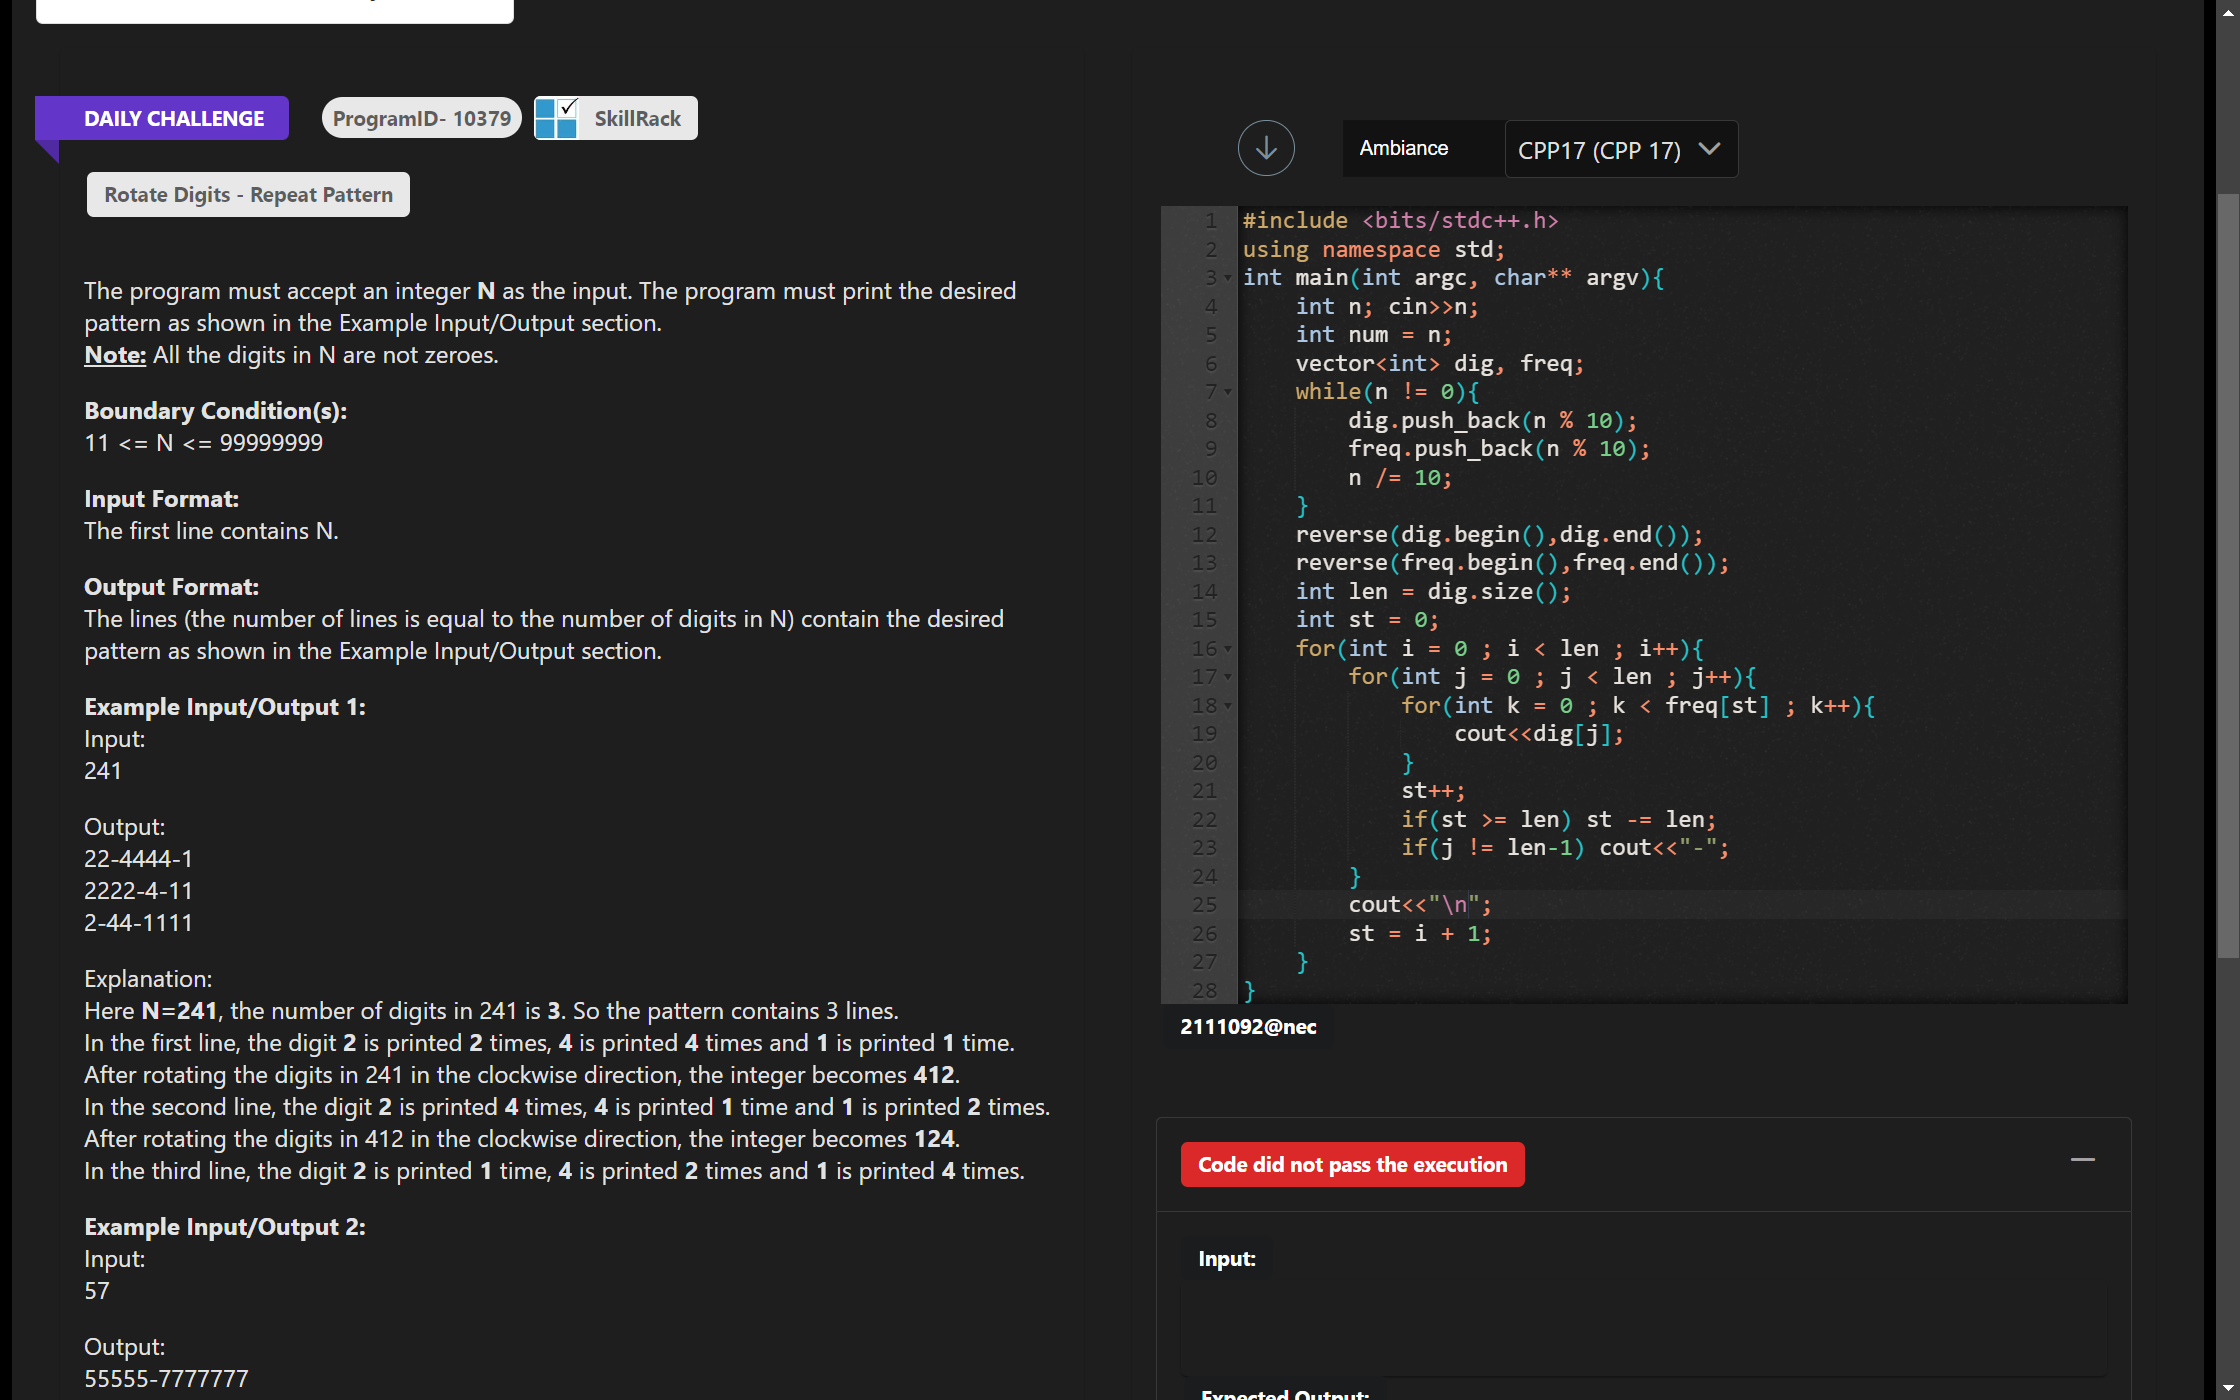 DAILY CHALLENGE
ProgramID- 10379
SkillRack
Rotate Digits - Repeat Pattern
The program must accept an integer N as the input. The program must print the desired
pattern as shown in the Example Input/Output section.
Note: All the digits in N are not zeroes.
Boundary Condition(s):
11 <= N <= 99999999
Input Format:
The first line contains N.
Output Format:
The lines (the number of lines is equal to the number of digits in N) contain the desired
pattern as shown in the Example Input/Output section.
Example Input/Output 1:
Input:
241
Output:
22-4444-1
2222-4-11
2-44-1111
Explanation:
Here N=241, the number of digits in 241 is 3. So the pattern contains 3 lines.
In the first line, the digit 2 is printed 2 times, 4 is printed 4 times and 1 is printed 1 time.
After rotating the digits in 241 in the clockwise direction, the integer becomes 412.
In the second line, the digit 2 is printed 4 times, 4 is printed 1 time and 1 is printed 2 times.
After rotating the digits in 412 in the clockwise direction, the integer becomes 124.
In the third line, the digit 2 is printed 1 time, 4 is printed 2 times and 1 is printed 4 times.
Example Input/Output 2:
Input:
57
Output:
55555-7777777
Ambiance
CPP17 (CPP 17)
1 #include <bits/stdc++.h>
2 using namespace std;
3 int main(int argc, char** argv){
4     int n; cin>>n;
5     int num = n;
6     vector<int> dig, freq;
7     while(n != 0){
8         dig.push_back(n % 10);
9         freq.push_back(n % 10);
10         n /= 10;
11     }
12     reverse(dig.begin(),dig.end());
13     reverse(freq.begin(),freq.end());
14     int len = dig.size();
15     int st = 0;
16     for(int i = 0 ; i < len ; i++){
17         for(int j = 0 ; j < len ; j++){
18             for(int k = 0 ; k < freq[st] ; k++){
19                 cout<<dig[j];
20             }
21             st++;
22             if(st >= len) st -= len;
23             if(j != len-1) cout<<"-";
24         }
25         cout<<"\n";
26         st = i + 1;
27     }
28 }
2111092@nec
Code did not pass the execution
Input:
Expected Output: